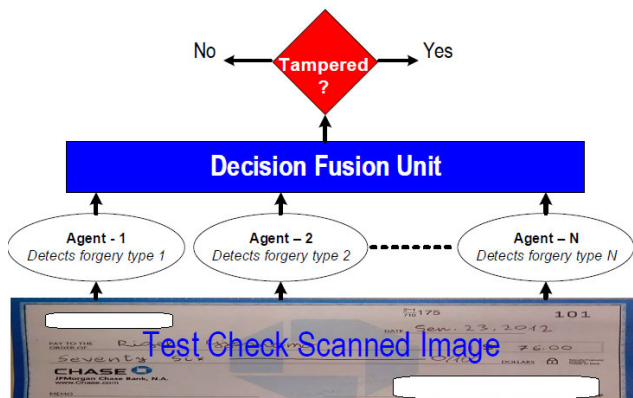 No
Yes
Tampered
?
Decision Fusion Unit
Agent - 1
Detects forgery type 1
Agent – 2
Detects forgery type 2
Agent – N
Detects forgery type N
175
101
DATE Sen. 23, 2012
PAY TO THE
ORDER OF
Test Check Scanned Image
76.00
Seventy Six
DOLLARS
CHASE
JPMorgan Chase Bank, N.A.
www.Chase.com
MEMO